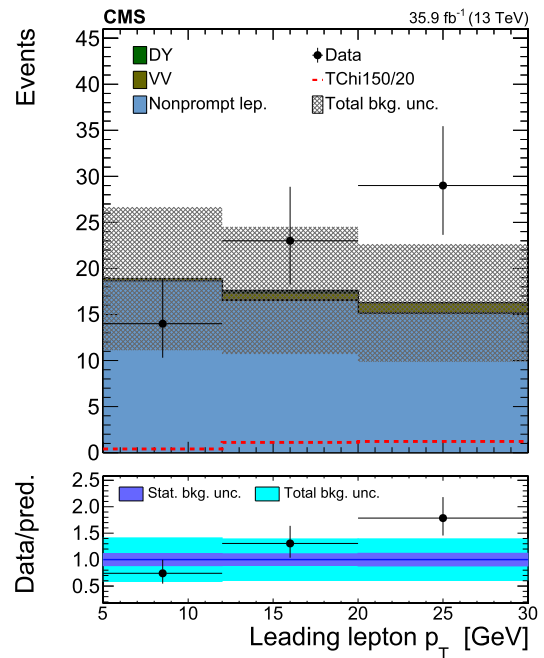 CMS 35.9 fb⁻¹ (13 TeV)
Events
45
40
35
30
25
20
15
10
5
0
DY
VV
Nonprompt lep.
Data
TChi150/20
Total bkg. unc.
Data/pred.
2.5
2.0
1.5
1.0
0.5
Stat. bkg. unc.
Total bkg. unc.
5 10 15 20 25 30
Leading lepton p_T [GeV]